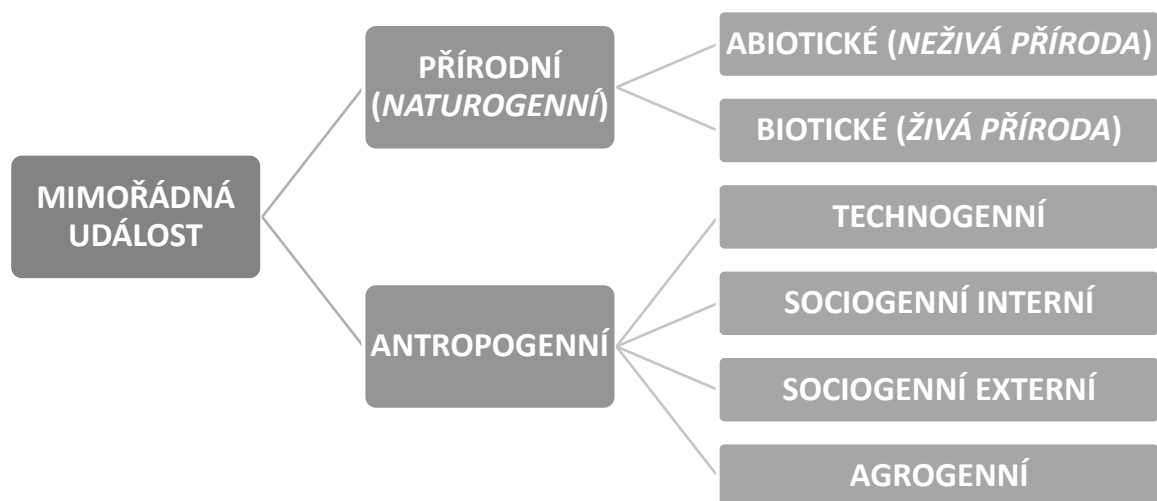 MIMOŘÁDNÁ
UDÁLOST
PŘÍRODNÍ
(NATUROGENNÍ)
ABIOTICKÉ (NEŽIVÁ PŘÍRODA)
BIOTICKÉ (ŽIVÁ PŘÍRODA)
ANTROPOGENNÍ
TECHNOGENNÍ
SOCIOGENNÍ INTERNÍ
SOCIOGENNÍ EXTERNÍ
AGROGENNÍ